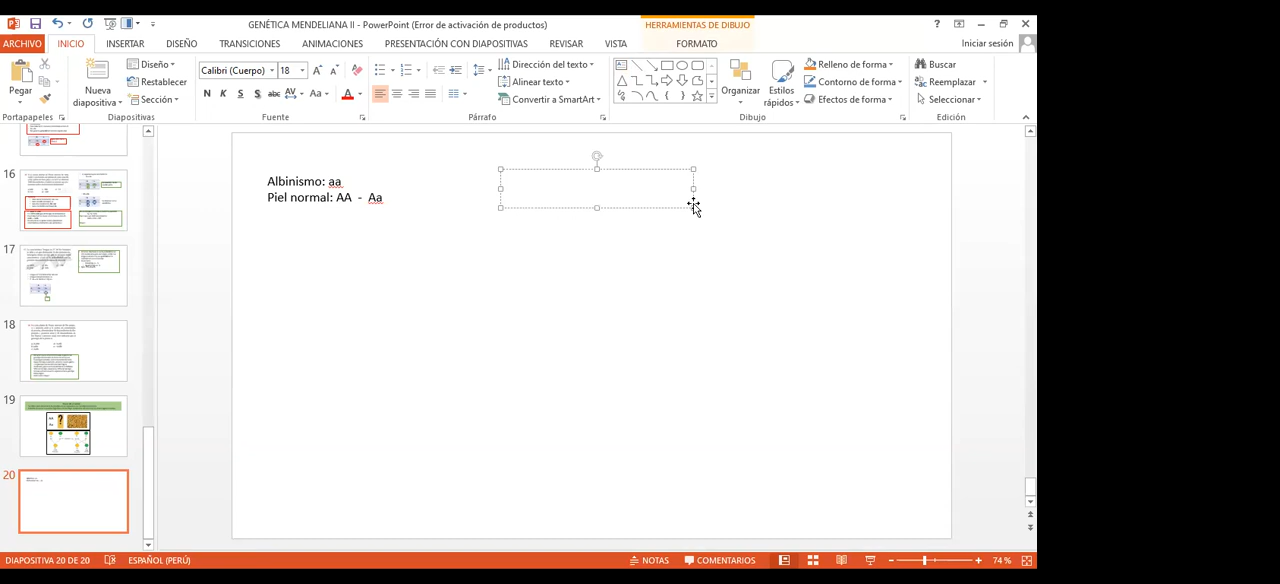 GENÉTICA MENDELIANA II - PowerPoint (Error de activación de productos)
HERRAMIENTAS DE DIBUJO
ARCHIVO INICIO INSERTAR DISEÑO TRANSICIONES ANIMACIONES PRESENTACIÓN CON DIAPOSITIVAS REVISAR VISTA FORMATO Iniciar sesión
Pegar
Portapapeles
Nueva diapositiva
Diseño
Restablecer
Sección
Diapositivas
Calibri (Cuerpo) 18
N K S S abc AV Aa A
Fuente
Dirección del texto
Alinear texto
Convertir a SmartArt
Párrafo
Organizar
Estilos rápidos
Relleno de forma
Contorno de forma
Efectos de forma
Dibujo
Buscar
Reemplazar
Seleccionar
Edición
16
17
18
19
20
Albinismo: aa
Piel normal: AA - Aa
DIAPOSITIVA 20 DE 20 ESPAÑOL (PERÚ) NOTAS COMENTARIOS 74 %